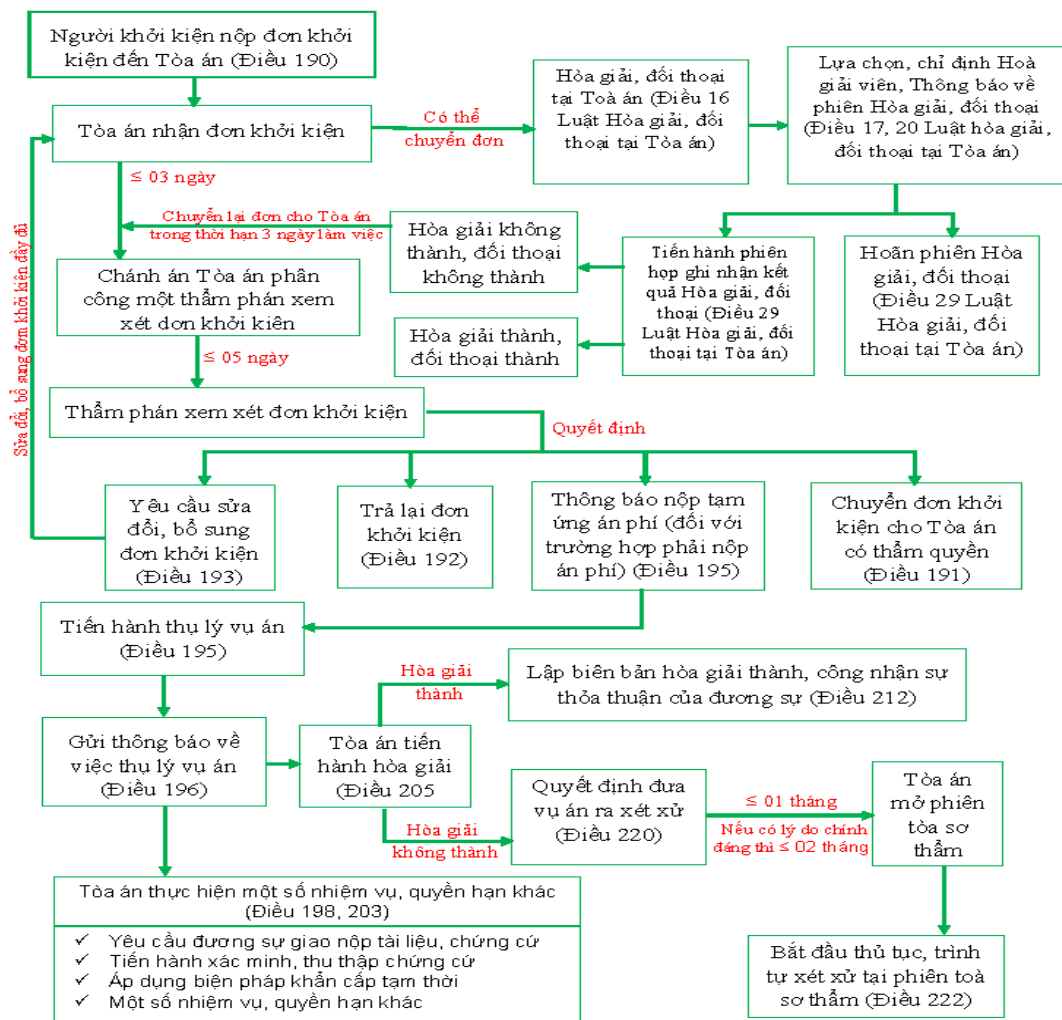 Người khởi kiện nộp đơn khởi
kiện đến Tòa án (Điều 190)
Tòa án nhận đơn khởi kiện
Có thể
chuyển đơn
Hòa giải, đối thoại
tại Toà án (Điều 16
Luật Hòa giải, đối
thoại tại Tòa án)
Lựa chọn, chỉ định Hoà
giải viên, Thông báo về
phiên Hòa giải, đối thoại
(Điều 17, 20 Luật hòa giải,
đối thoại tại Tòa án)
≤ 03 ngày
Chuyển lại đơn cho Tòa án
trong thời hạn 3 ngày làm việc
Hòa giải không
thành, đối thoại
không thành
Tiến hành phiên
họp ghi nhận kết
quả Hòa giải, đối
thoại (Điều 29
Luật Hòa giải, đối
thoại tại Tòa án)
Hoãn phiên Hòa
giải, đối thoại
(Điều 29 Luật
Hòa giải, đối
thoại tại Tòa án)
Chánh án Tòa án phân
công một thẩm phán xem
xét đơn khởi kiên
Hòa giải thành,
đối thoại thành
≤ 05 ngày
Sửa đổi, bổ sung đơn khởi kiện đầy đủ
Thẩm phán xem xét đơn khởi kiện
Quyết định
Yêu cầu sửa
đổi, bổ sung
đơn khởi kiện
(Điều 193)
Trả lại đơn
khởi kiện
(Điều 192)
Thông báo nộp tạm
ứng án phí (đối với
trường hợp phải nộp
án phí) (Điều 195)
Chuyển đơn khởi
kiện cho Tòa án
có thẩm quyền
(Điều 191)
Tiến hành thụ lý vụ án
(Điều 195)
Hòa giải
thành
Lập biên bản hòa giải thành, công nhận sự
thỏa thuận của đương sự (Điều 212)
Gửi thông báo về
việc thụ lý vụ án
(Điều 196)
Tòa án tiến
hành hòa giải
(Điều 205
Hòa giải
không thành
Quyết định đưa
vụ án ra xét xử
(Điều 220)
≤ 01 tháng
Nếu có lý do chính
đáng thì ≤ 02 tháng
Tòa án
mở phiên
tòa sơ
thẩm
Tòa án thực hiện một số nhiệm vụ, quyền hạn khác
(Điều 198, 203)
✓ Yêu cầu đương sự giao nộp tài liệu, chứng cứ
✓ Tiến hành xác minh, thu thập chứng cứ
✓ Áp dụng biện pháp khẩn cấp tạm thời
✓ Một số nhiệm vụ, quyền hạn khác
Bắt đầu thủ tục, trình
tự xét xử tại phiên toà
sơ thẩm (Điều 222)